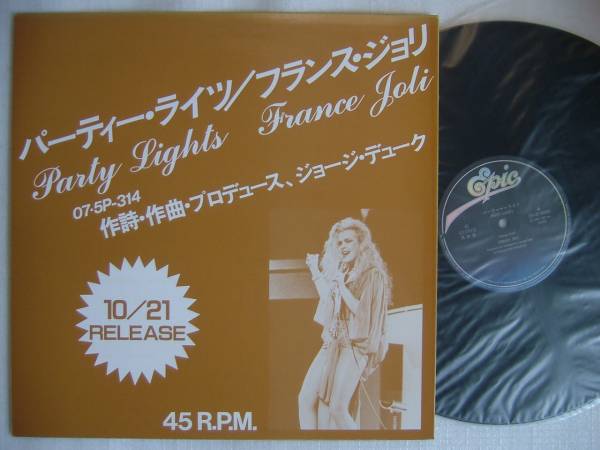 パーティー・ライツ/フランス・ジョリ
Party Lights France Joli
07・5P-314
作詩・作曲・プロデュース、ジョージ・デューク
10/21
RELEASE
45 R.P.M.
Epic